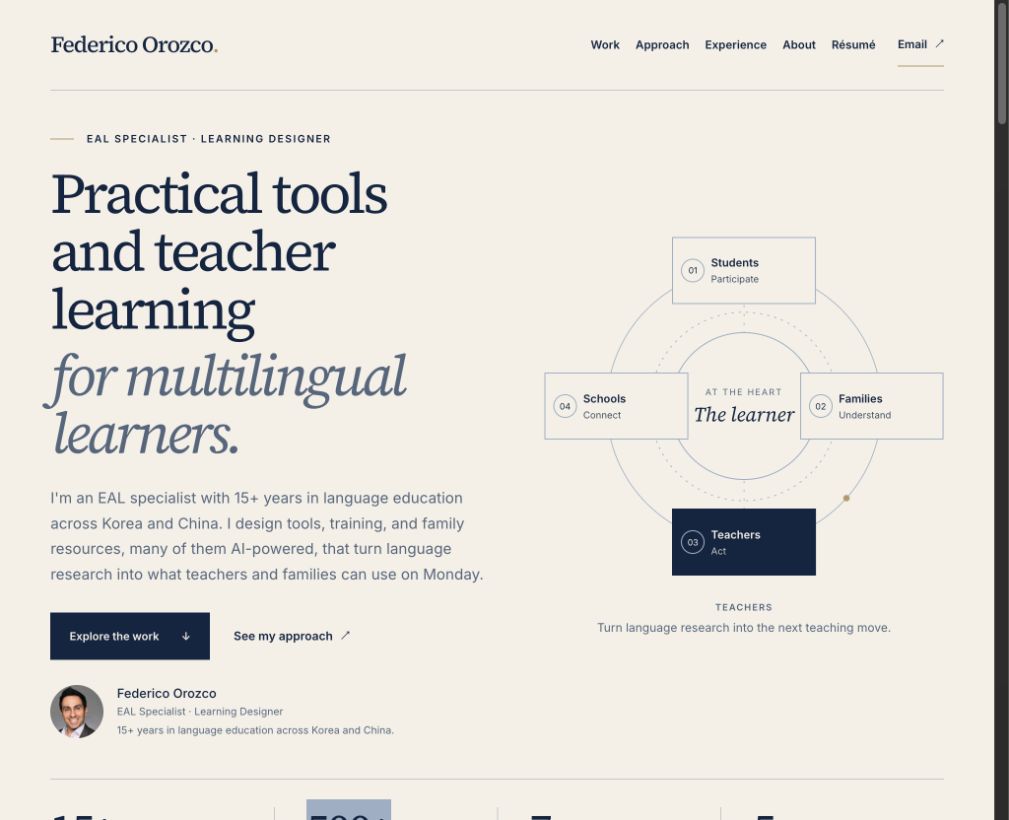 Federico Orozco.
Work Approach Experience About Résumé Email ↗
EAL SPECIALIST · LEARNING DESIGNER
Practical tools
and teacher
learning
for multilingual
learners.
I'm an EAL specialist with 15+ years in language education
across Korea and China. I design tools, training, and family
resources, many of them AI-powered, that turn language
research into what teachers and families can use on Monday.
Explore the work ↓
See my approach ↗
Federico Orozco
EAL Specialist · Learning Designer
15+ years in language education across Korea and China.
01 Students
Participate
04 Schools
Connect
AT THE HEART
The learner
02 Families
Understand
03 Teachers
Act
TEACHERS
Turn language research into the next teaching move.